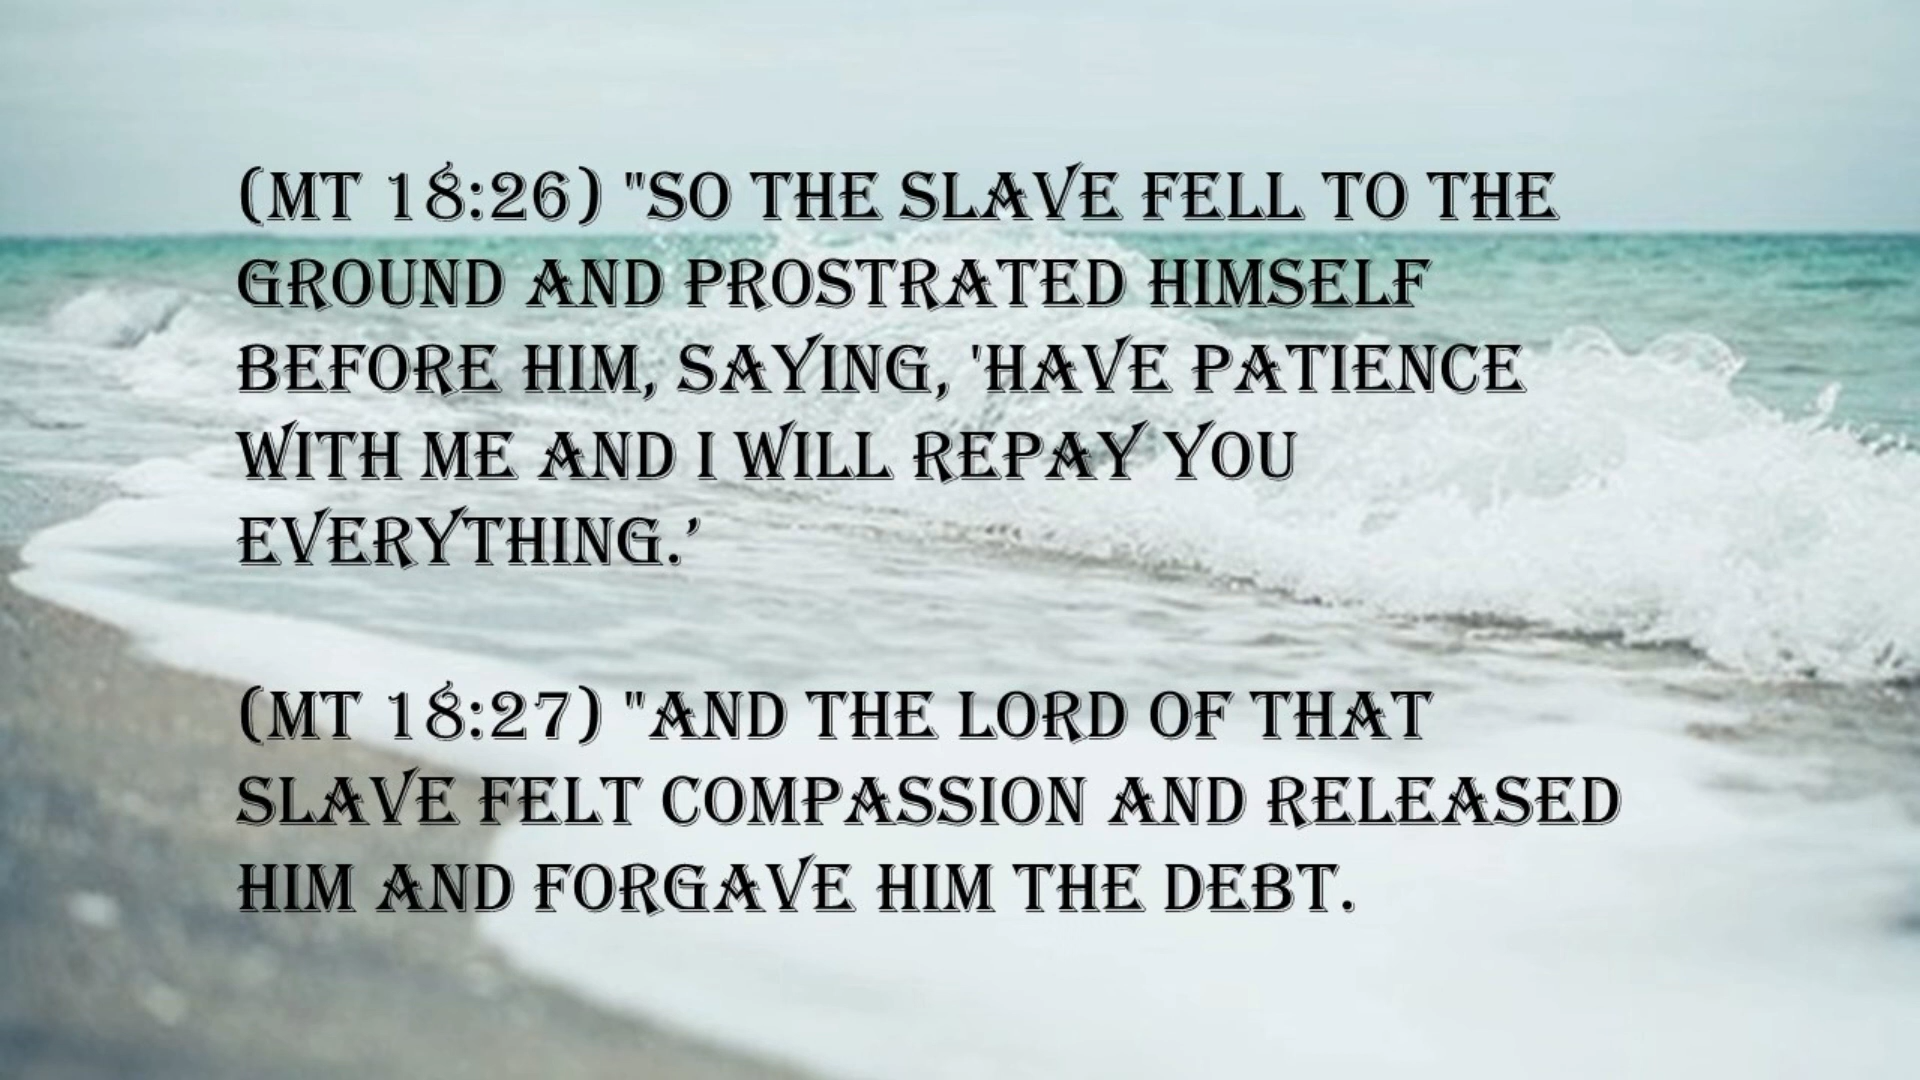 (MT 18:26) "SO THE SLAVE FELL TO THE
GROUND AND PROSTRATED HIMSELF
BEFORE HIM, SAYING, 'HAVE PATIENCE
WITH ME AND I WILL REPAY YOU
EVERYTHING.’
(MT 18:27) "AND THE LORD OF THAT
SLAVE FELT COMPASSION AND RELEASED
HIM AND FORGAVE HIM THE DEBT.